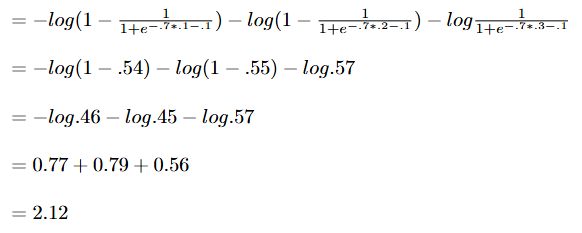 = −log(1 − 1/(1+e^(−.7*.1−.1))) − log(1 − 1/(1+e^(−.7*.2−.1))) − log 1/(1+e^(−.7*.3−.1))
= −log(1 − .54) − log(1 − .55) − log.57
= −log.46 − log.45 − log.57
= 0.77 + 0.79 + 0.56
= 2.12